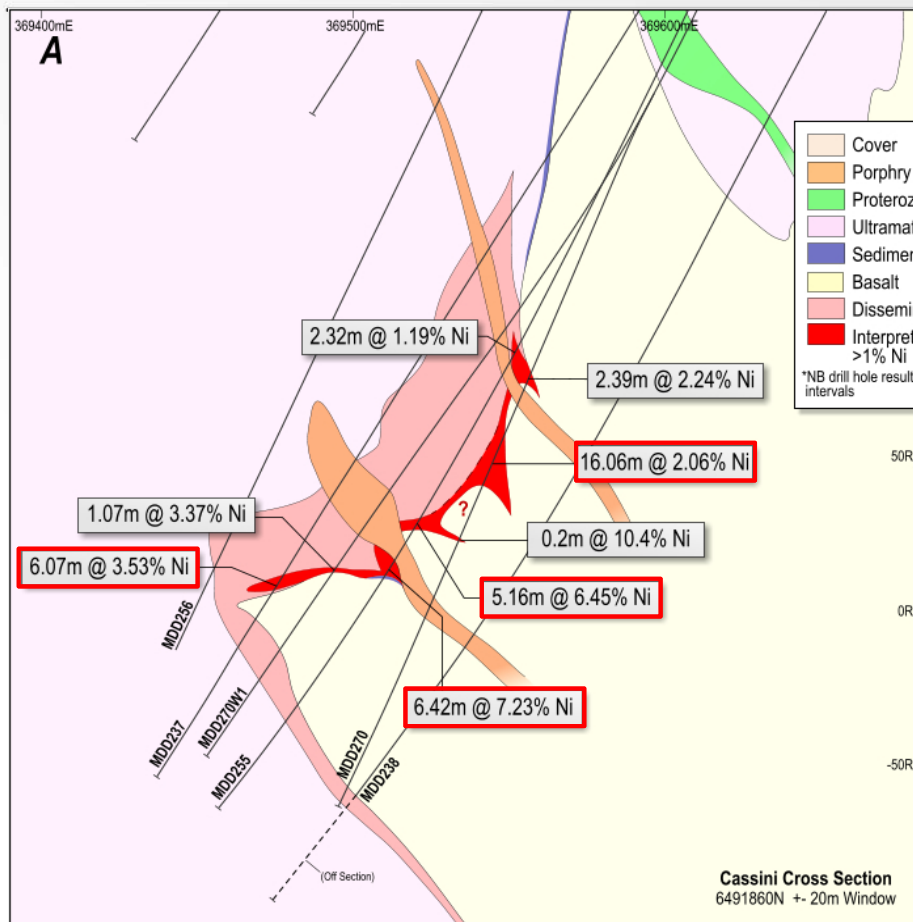 369400mE
369500mE
369600mE
A
Cover
Porphry
Proteroz
Ultramaf
Sedimen
Basalt
Dissemin
Interpret
>1% Ni
*NB drill hole result
intervals
2.32m @ 1.19% Ni
2.39m @ 2.24% Ni
50R
16.06m @ 2.06% Ni
?
1.07m @ 3.37% Ni
0.2m @ 10.4% Ni
6.07m @ 3.53% Ni
5.16m @ 6.45% Ni
0R
MDD256
6.42m @ 7.23% Ni
MDD237
MDD270W1
MDD255
MDD270
MDD238
-50R
(Off Section)
Cassini Cross Section
6491860N +- 20m Window